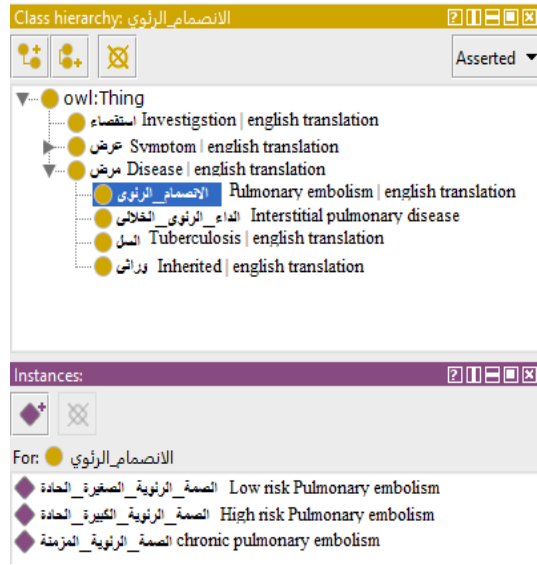 Class hierarchy: الانصمام_الرئوي
Asserted
owl:Thing
استقصاء Investigstion | english translation
عرض Symptom | english translation
مرض Disease | english translation
الانصمام_الرئوي Pulmonary embolism | english translation
الداء_الرئوي_الخلالي Interstitial pulmonary disease
السل Tuberculosis | english translation
وراثي Inherited | english translation
Instances:
For: الانصمام_الرئوي
الصمة_الرئوية_الصغيرة_الحادة Low risk Pulmonary embolism
الصمة_الرئوية_الكبيرة_الحادة High risk Pulmonary embolism
الصمة_الرئوية_المزمنة chronic pulmonary embolism